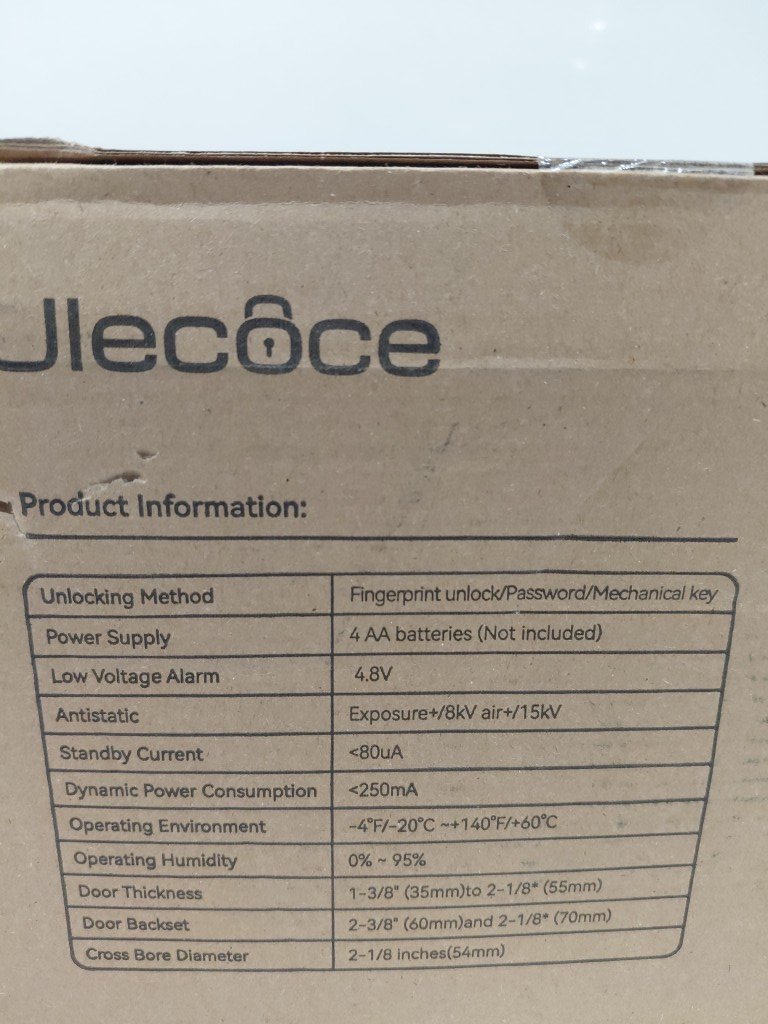 Ulecoce
Product Information:
Unlocking Method Fingerprint unlock/Password/Mechanical key
Power Supply 4 AA batteries (Not included)
Low Voltage Alarm 4.8V
Antistatic Exposure+/8kV air+/15kV
Standby Current <80uA
Dynamic Power Consumption <250mA
Operating Environment -4°F/-20°C ~+140°F/+60°C
Operating Humidity 0% ~ 95%
Door Thickness 1-3/8" (35mm)to 2-1/8" (55mm)
Door Backset 2-3/8" (60mm)and 2-1/8" (70mm)
Cross Bore Diameter 2-1/8 inches(54mm)